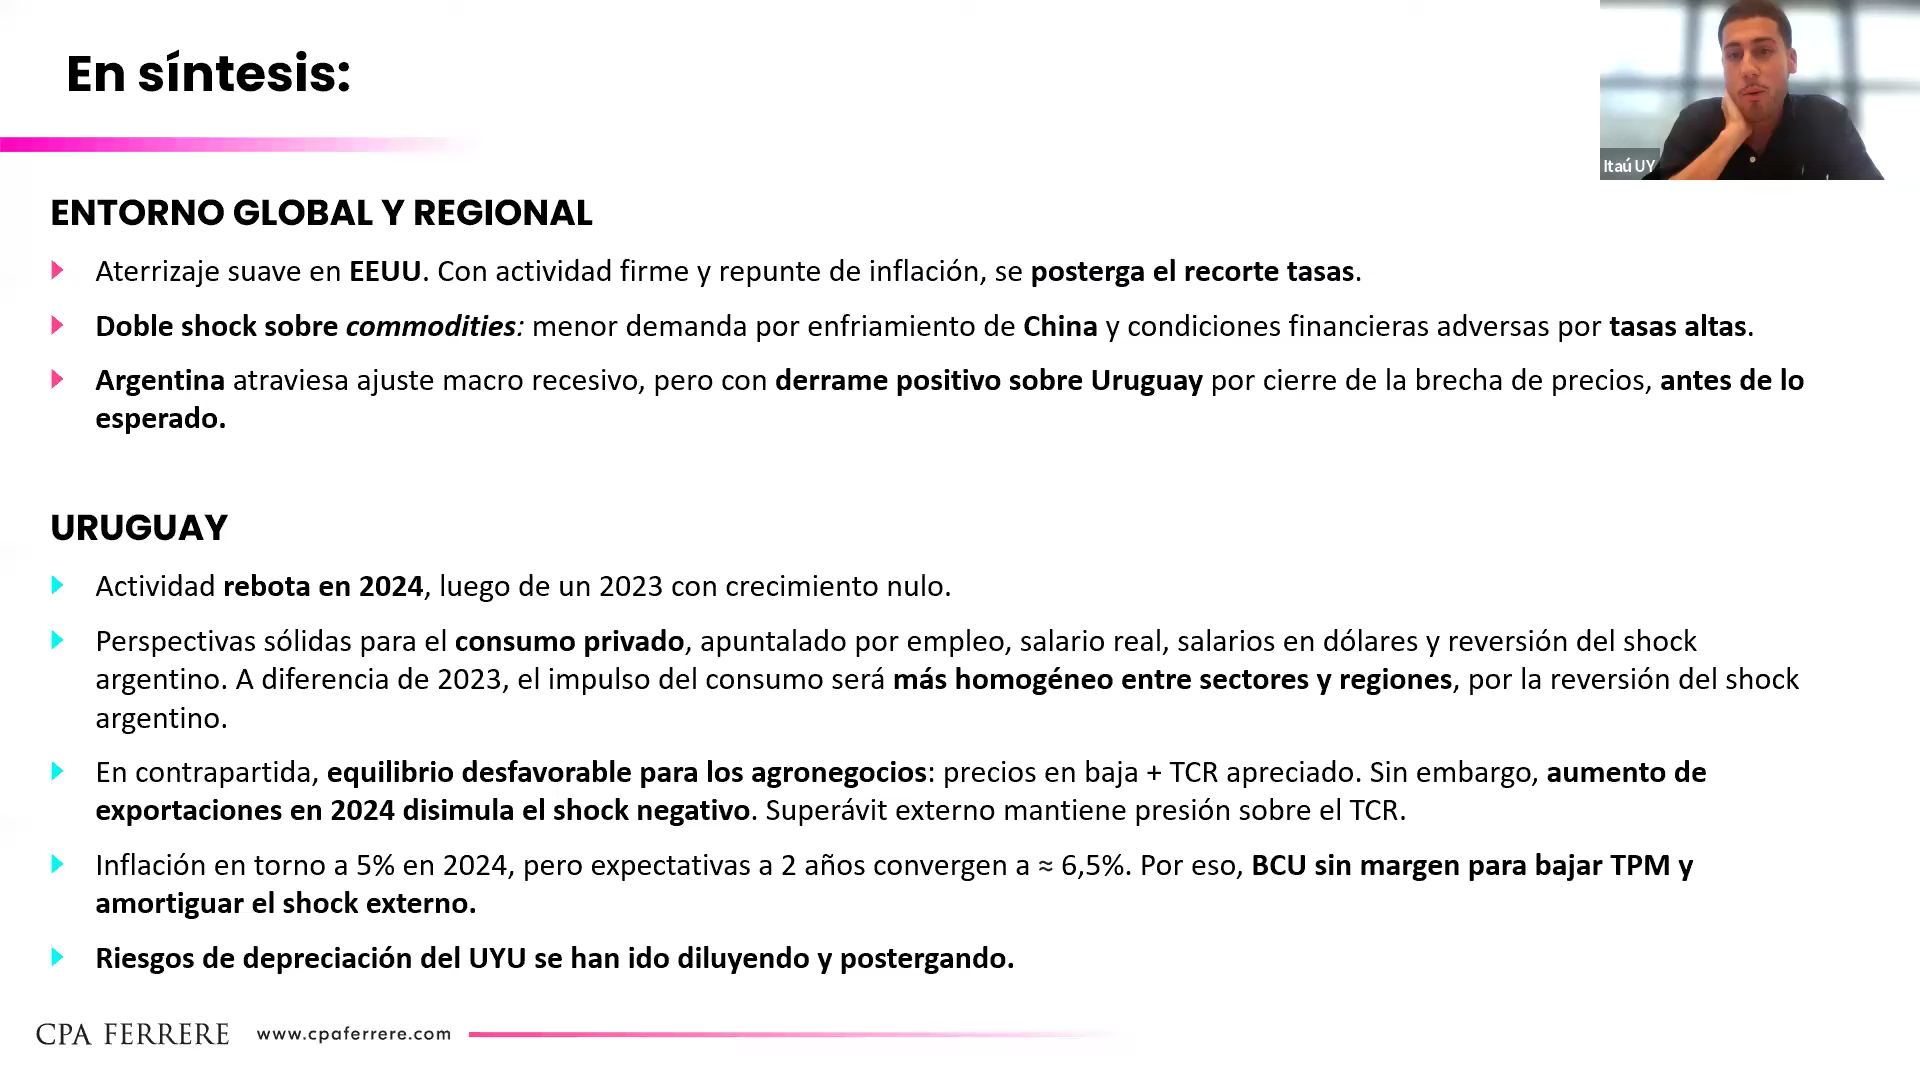 En síntesis:
Itaú UY
ENTORNO GLOBAL Y REGIONAL
Aterrizaje suave en EEUU. Con actividad firme y repunte de inflación, se posterga el recorte tasas.
Doble shock sobre commodities: menor demanda por enfriamiento de China y condiciones financieras adversas por tasas altas.
Argentina atraviesa ajuste macro recesivo, pero con derrame positivo sobre Uruguay por cierre de la brecha de precios, antes de lo
esperado.
URUGUAY
Actividad rebota en 2024, luego de un 2023 con crecimiento nulo.
Perspectivas sólidas para el consumo privado, apuntalado por empleo, salario real, salarios en dólares y reversión del shock
argentino. A diferencia de 2023, el impulso del consumo será más homogéneo entre sectores y regiones, por la reversión del shock
argentino.
En contrapartida, equilibrio desfavorable para los agronegocios: precios en baja + TCR apreciado. Sin embargo, aumento de
exportaciones en 2024 disimula el shock negativo. Superávit externo mantiene presión sobre el TCR.
Inflación en torno a 5% en 2024, pero expectativas a 2 años convergen a ≈ 6,5%. Por eso, BCU sin margen para bajar TPM y
amortiguar el shock externo.
Riesgos de depreciación del UYU se han ido diluyendo y postergando.
CPA FERRERE www.cpaferrere.com